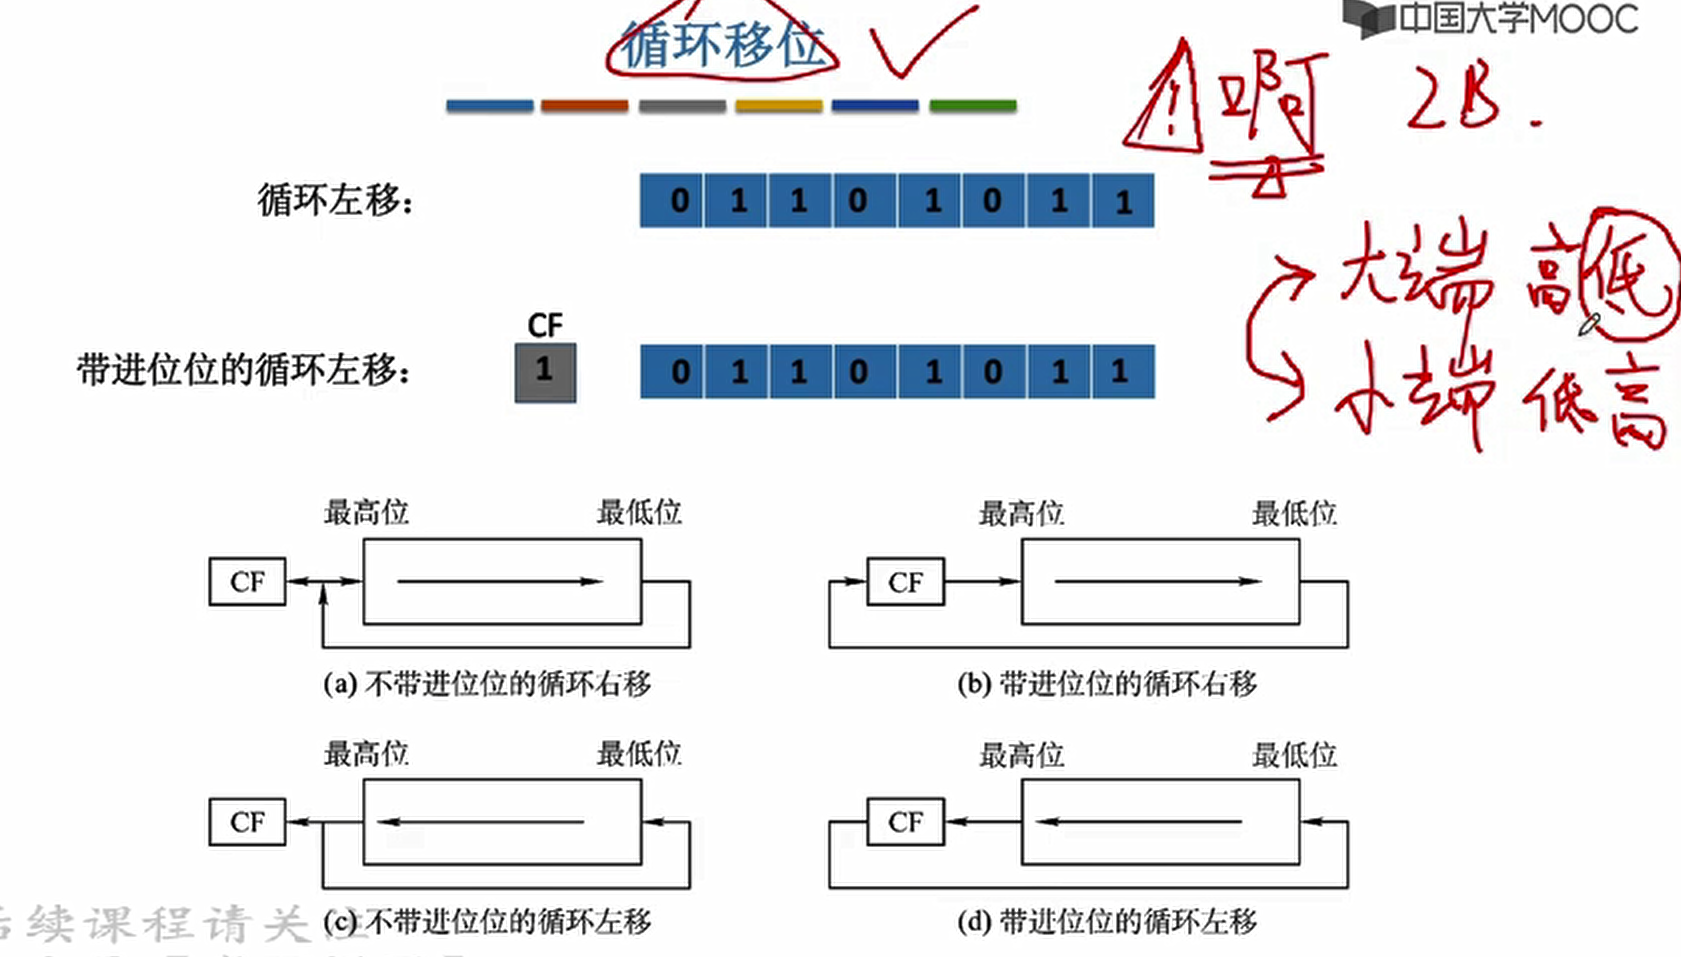 中国大学MOOC
循环移位
啊 2B.
循环左移： 0 1 1 0 1 0 1 1
大端 高低
CF
带进位位的循环左移： 1 0 1 1 0 1 0 1 1
小端 低高
最高位 最低位 最高位 最低位
CF CF
(a) 不带进位位的循环右移 (b) 带进位位的循环右移
最高位 最低位 最高位 最低位
CF CF
(c) 不带进位位的循环左移 (d) 带进位位的循环左移
后续课程请关注